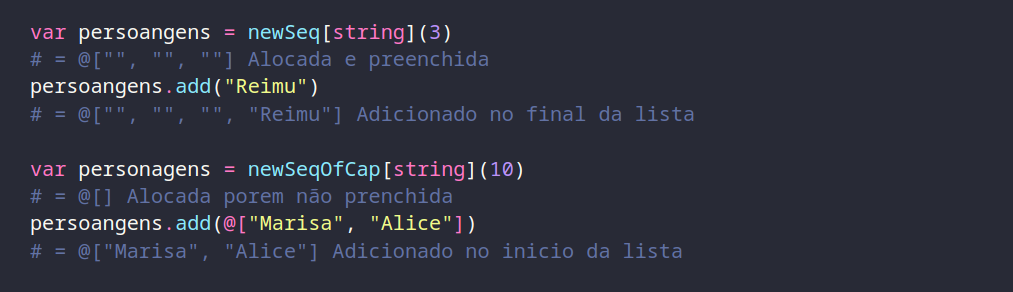 var persoangens = newSeq[string](3)
# = @["", "", ""] Alocada e preenchida
persoangens.add("Reimu")
# = @["", "", "", "Reimu"] Adicionado no final da lista
var personagens = newSeqOfCap[string](10)
# = @[] Alocada porem não prenchida
persoangens.add(@["Marisa", "Alice"])
# = @["Marisa", "Alice"] Adicionado no inicio da lista